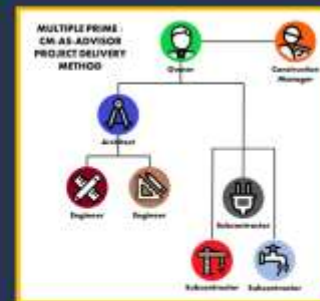 MULTIPLE PRIME -
CM-AS-ADVISOR
PROJECT DELIVERY
METHOD
Owner
Construction
Manager
Architect
Engineer
Engineer
Subcontractor
Subcontractor
Subcontractor